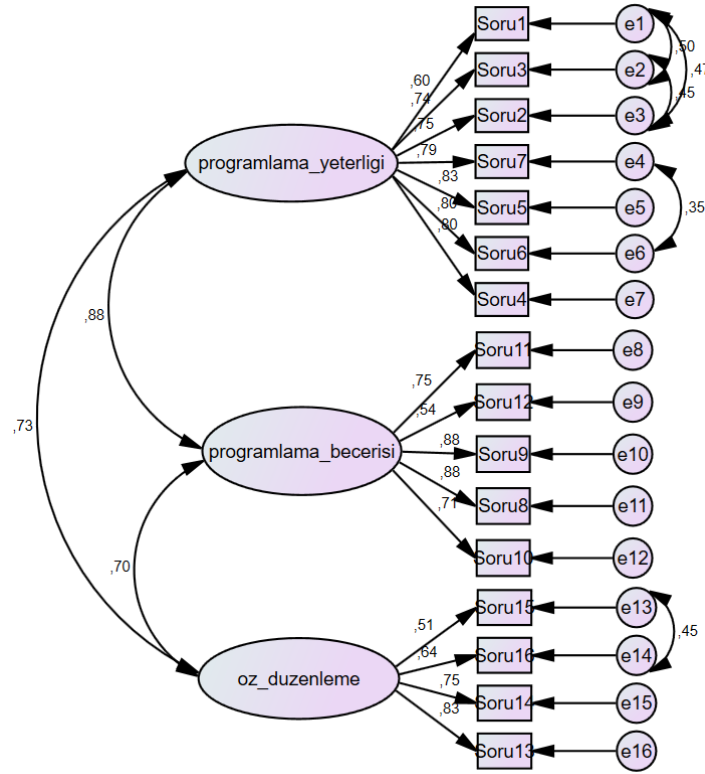 Soru1
e1
,60
,50
Soru3
e2
,74
,47
Soru2
e3
,75
,45
programlama_yeterligi
,79
Soru7
e4
,83
Soru5
e5
,35
,80
Soru6
e6
,80
Soru4
e7
,88
Soru11
e8
,75
Soru12
e9
,54
,73
programlama_becerisi
,88
Soru9
e10
,88
Soru8
e11
,71
Soru10
e12
,70
Soru15
e13
,51
,45
Soru16
e14
,64
oz_duzenleme
,75
Soru14
e15
,83
Soru13
e16